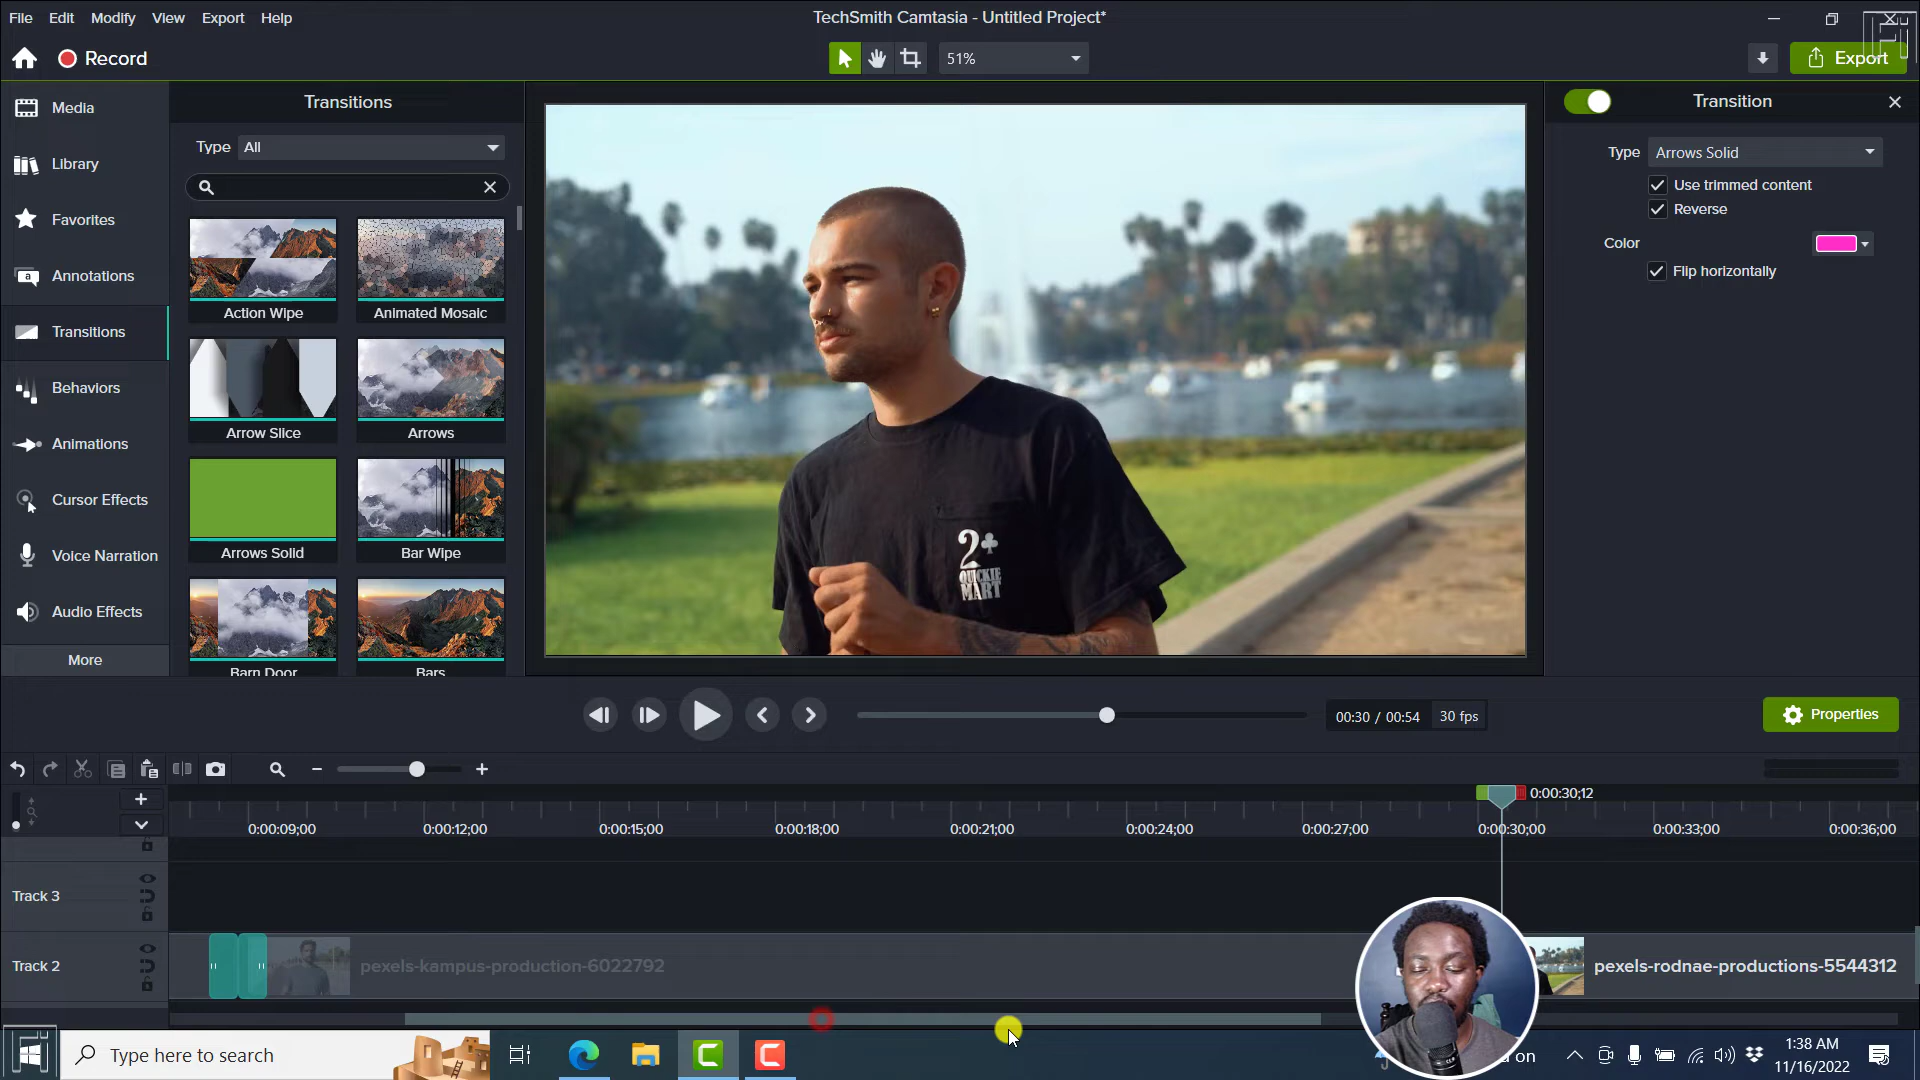 File Edit Modify View Export Help
TechSmith Camtasia - Untitled Project*
Record
51%
Export
Media
Library
Favorites
Annotations
Transitions
Behaviors
Animations
Cursor Effects
Voice Narration
Audio Effects
More
Transitions
Type All
Action Wipe
Animated Mosaic
Arrow Slice
Arrows
Arrows Solid
Bar Wipe
Barn Door
Bars
2
QUICKIE
MART
Transition
Type Arrows Solid
Use trimmed content
Reverse
Color
Flip horizontally
00:30 / 00:54 30 fps
Properties
0:00:30;12
0:00:09;00 0:00:12;00 0:00:15;00 0:00:18;00 0:00:21;00 0:00:24;00 0:00:27;00 0:00:30;00 0:00:33;00 0:00:36;00
Track 3
Track 2
pexels-kampus-production-6022792
pexels-rodnae-productions-5544312
Type here to search
on
1:38 AM
11/16/2022